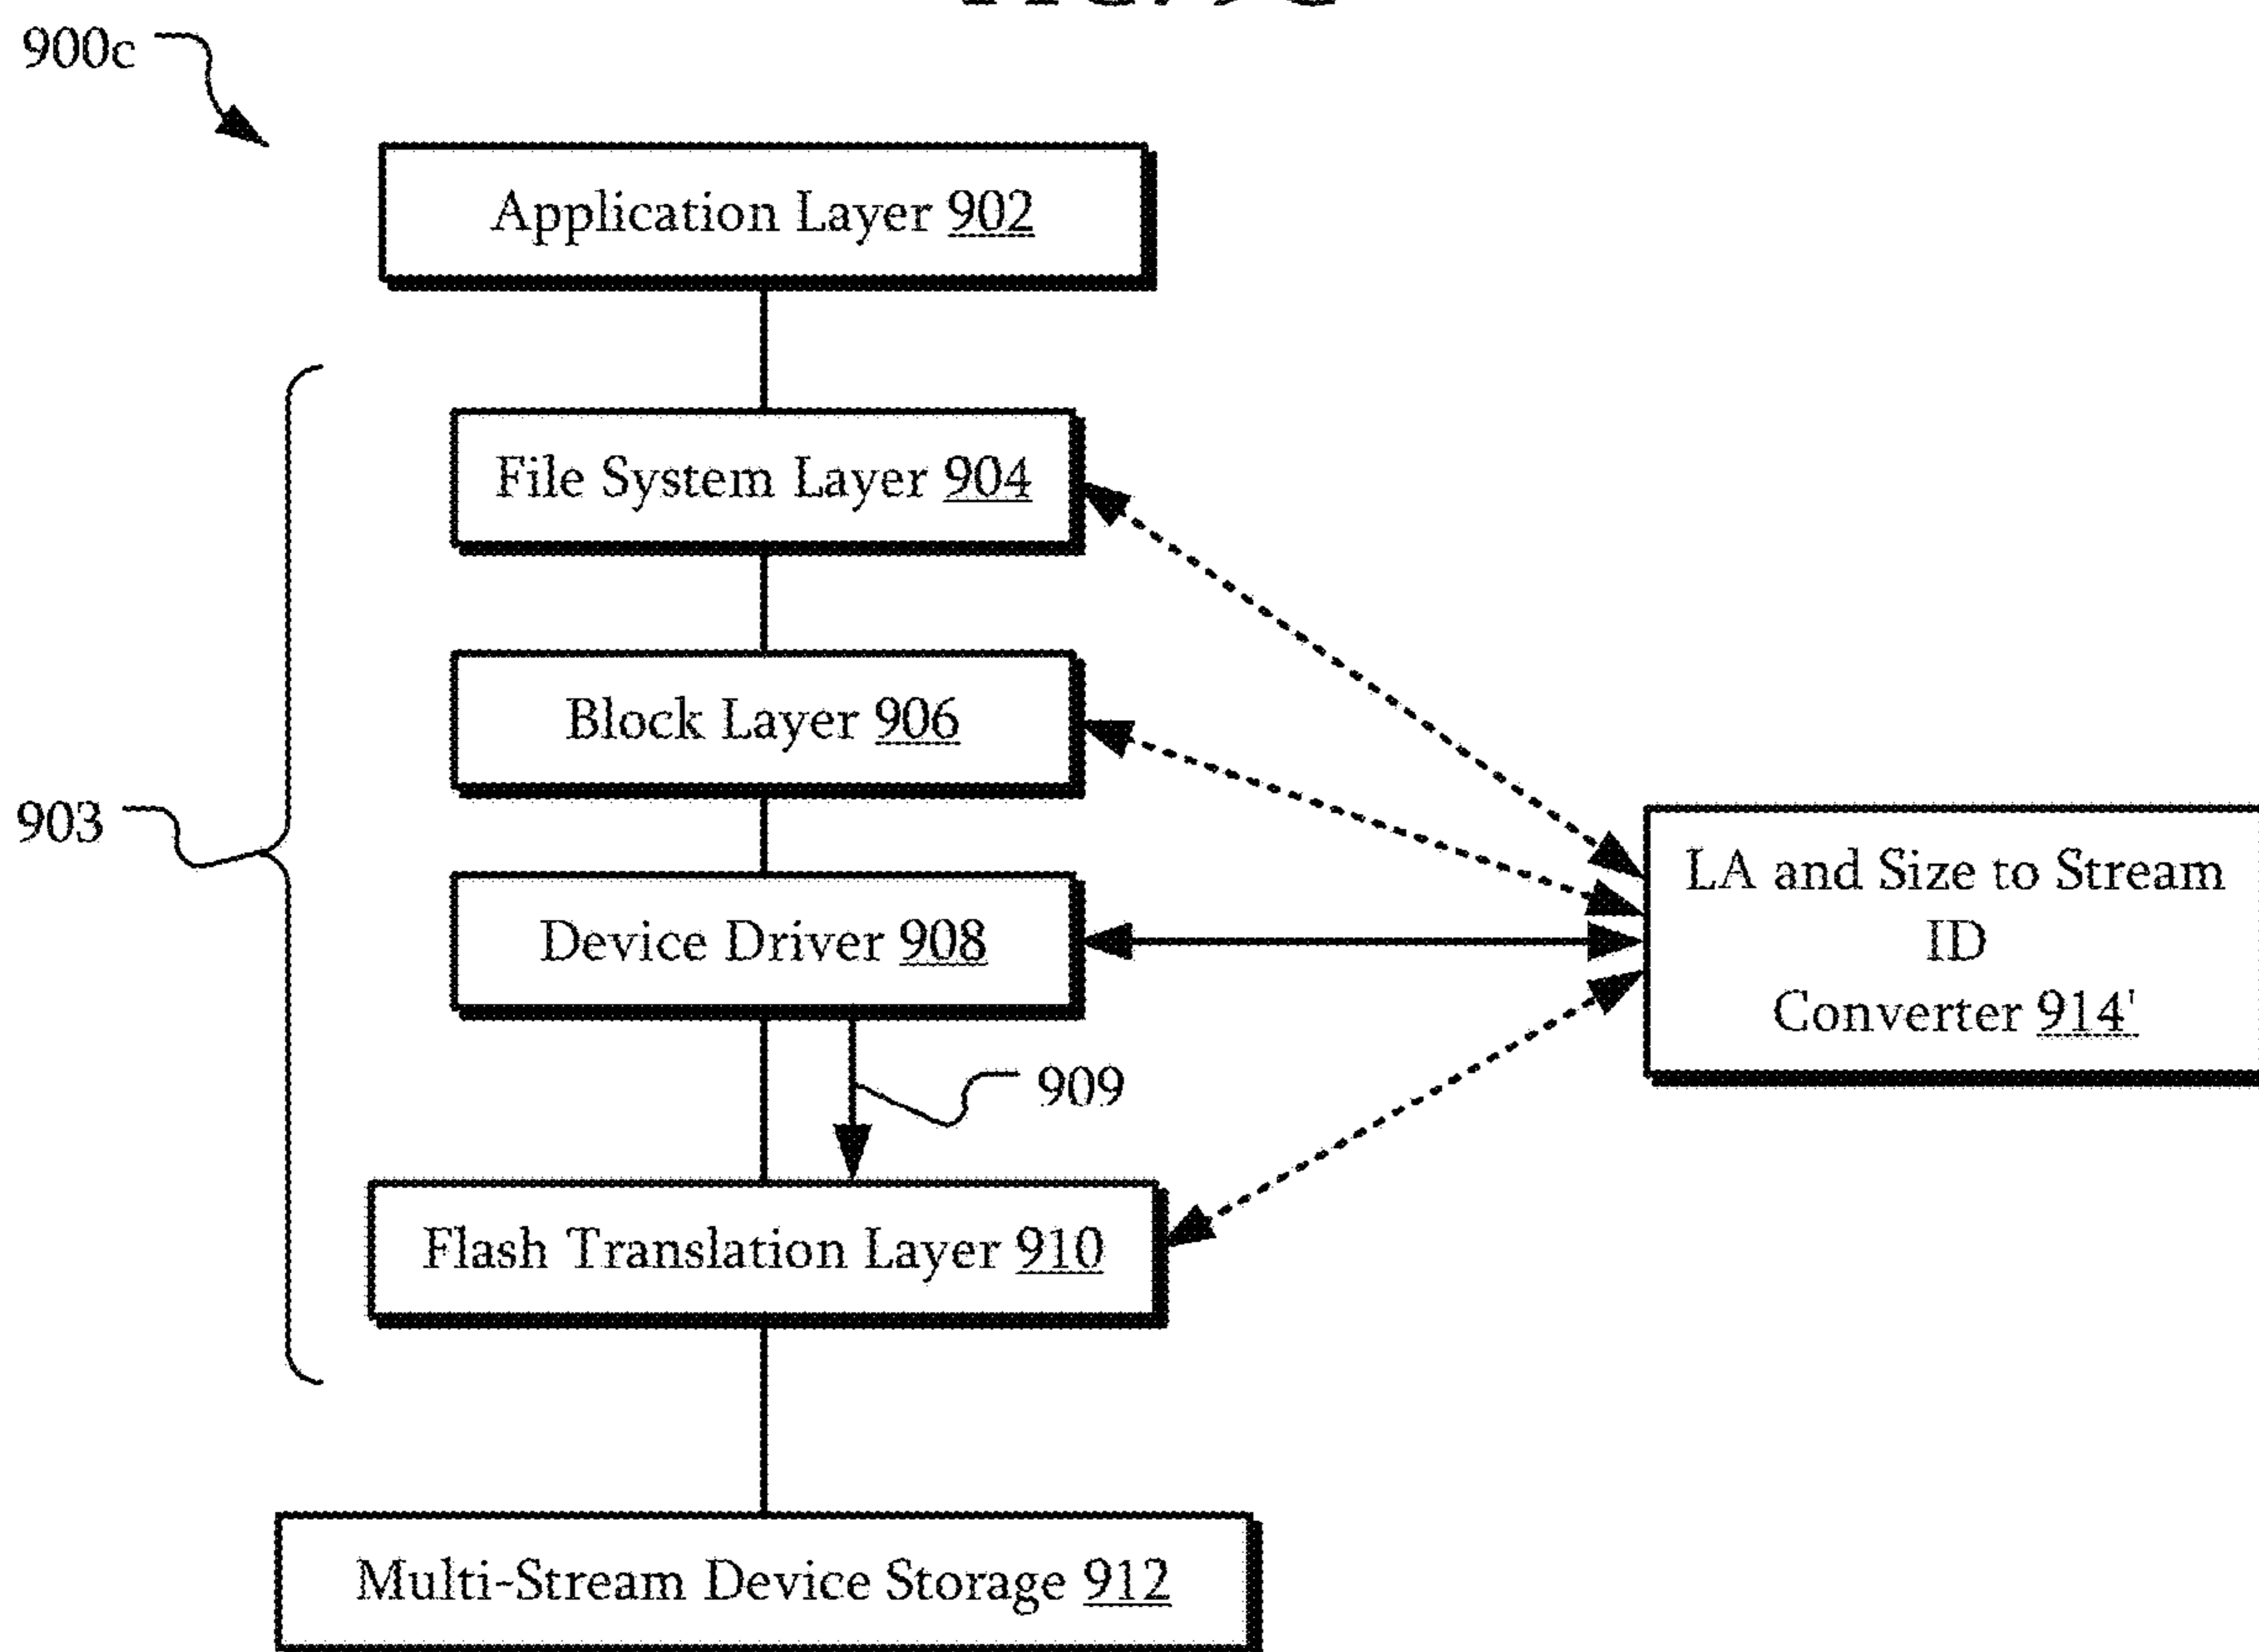 900c
Application Layer 902
File System Layer 904
Block Layer 906
903
LA and Size to Stream
ID
Converter 914'
Device Driver 908
909
Flash Translation Layer 910
Multi-Stream Device Storage 912